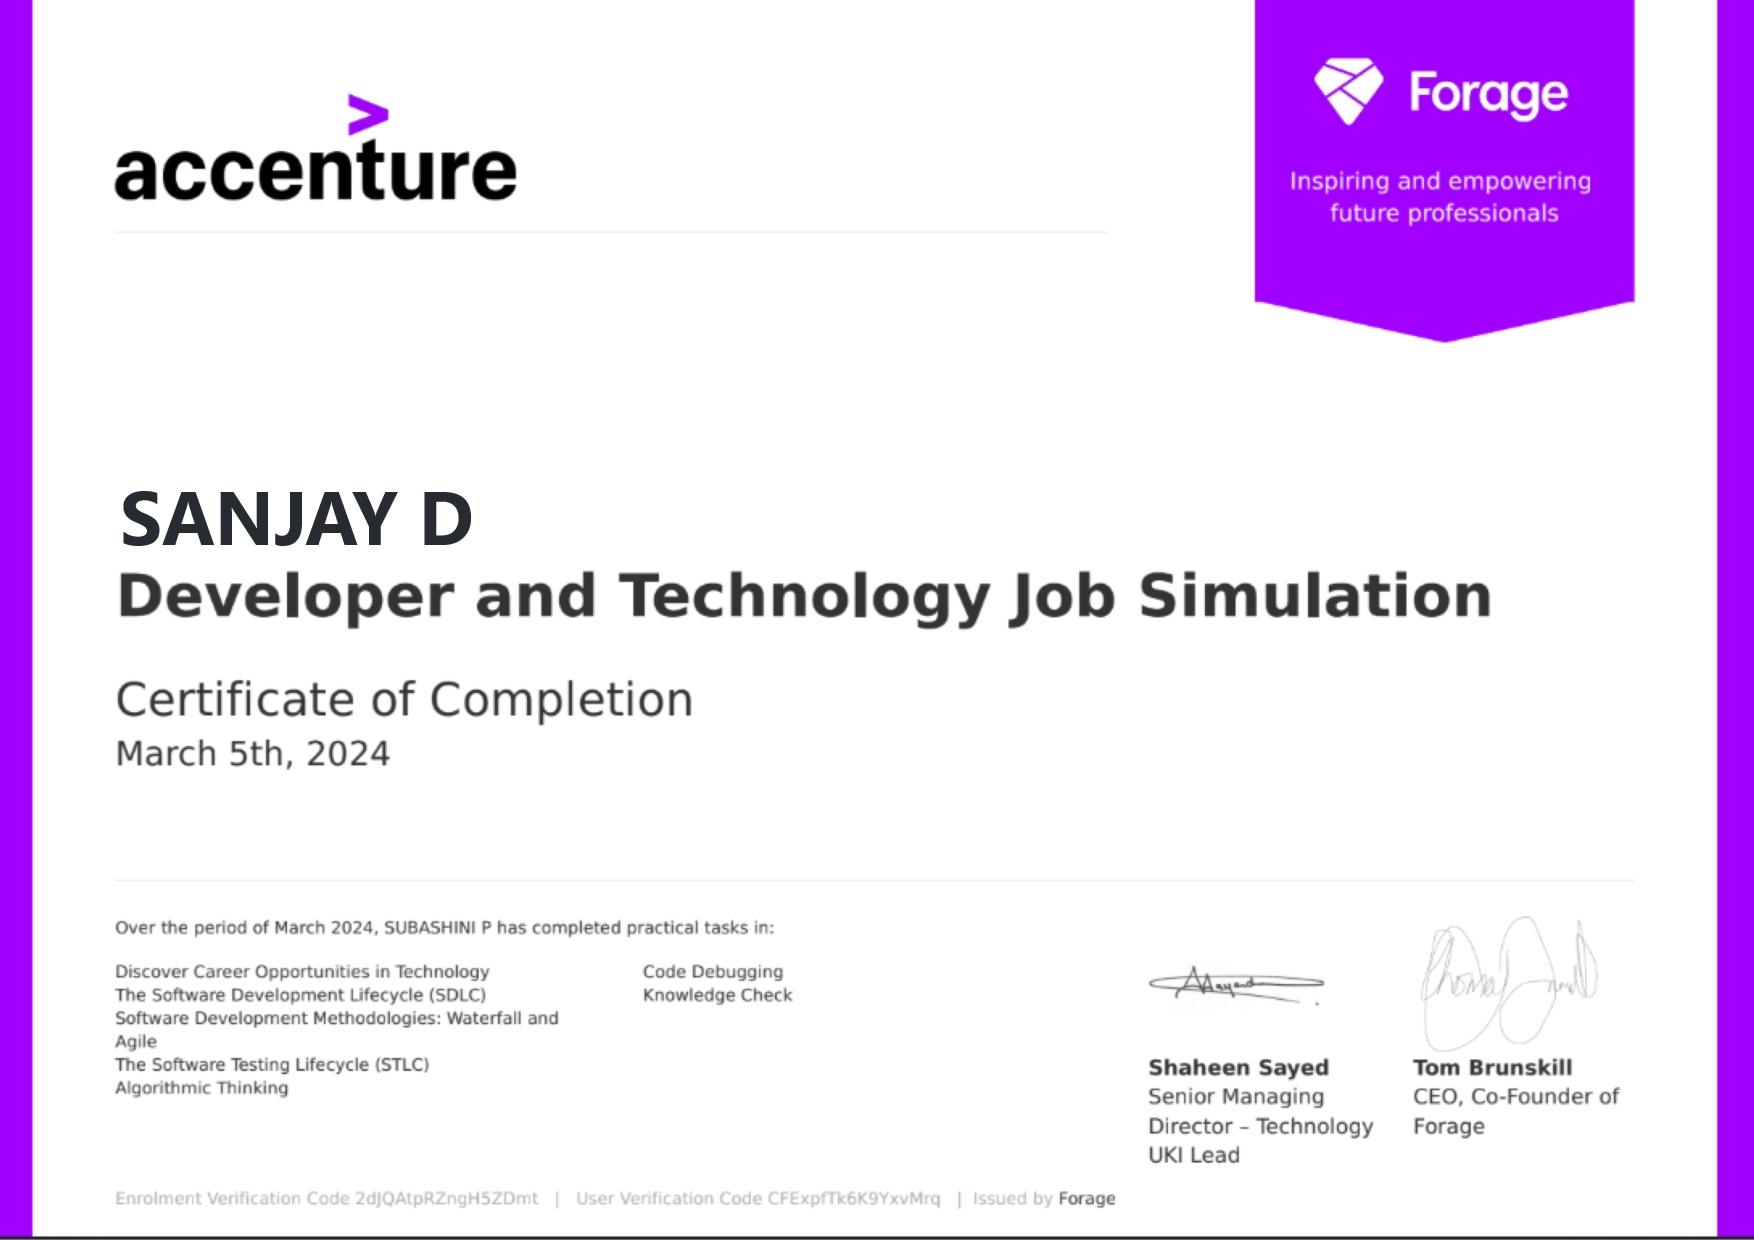 accenture
>
Forage
Inspiring and empowering
future professionals
SANJAY D
Developer and Technology Job Simulation
Certificate of Completion
March 5th, 2024
Over the period of March 2024, SUBASHINI P has completed practical tasks in:
Discover Career Opportunities in Technology
The Software Development Lifecycle (SDLC)
Software Development Methodologies: Waterfall and
Agile
The Software Testing Lifecycle (STLC)
Algorithmic Thinking
Code Debugging
Knowledge Check
Shaheen Sayed
Senior Managing
Director – Technology
UKI Lead
Tom Brunskill
CEO, Co-Founder of
Forage
Enrolment Verification Code 2dJQAtpRZngH5ZDmt | User Verification Code CFExpfTk6K9YxvMrq | Issued by Forage